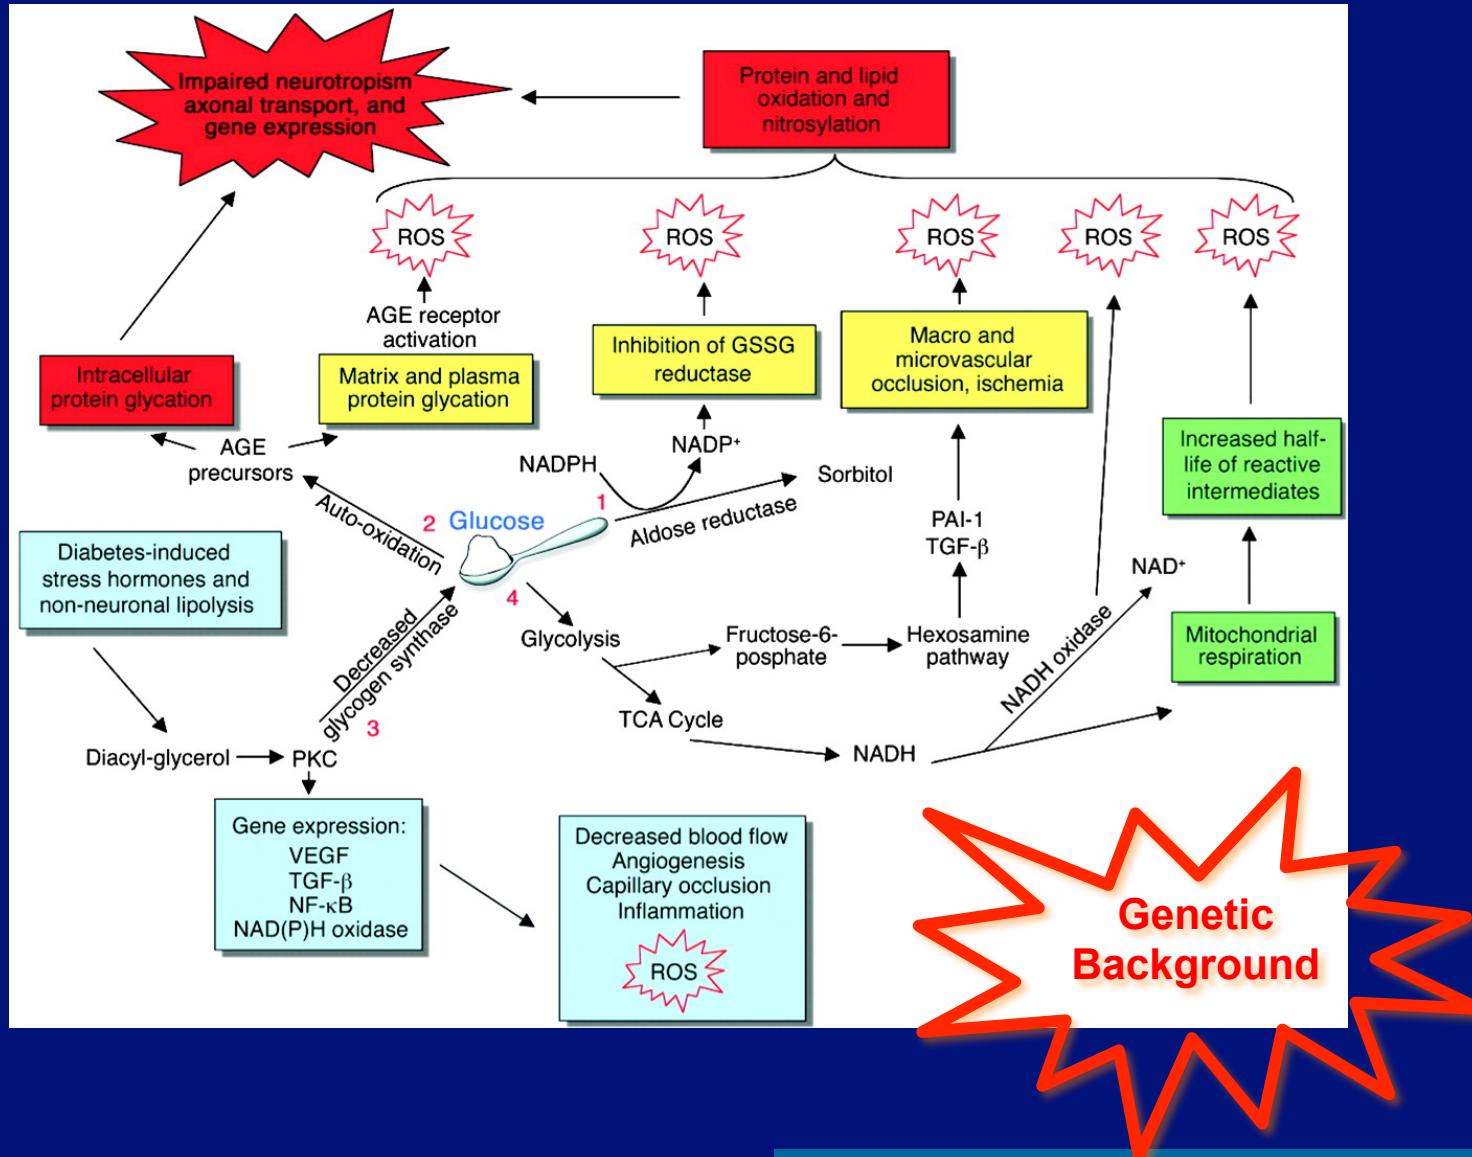 Impaired neurotropism
axonal transport, and
gene expression
Protein and lipid
oxidation and
nitrosylation
ROS
ROS
ROS
ROS
ROS
AGE receptor
activation
Intracellular
protein glycation
Matrix and plasma
protein glycation
Inhibition of GSSG
reductase
Macro and
microvascular
occlusion, ischemia
Increased half-
life of reactive
intermediates
AGE
precursors
NADPH
NADP+
Sorbitol
Auto-oxidation
2
Glucose
1
Aldose reductase
4
PAI-1
TGF-β
NAD+
Diabetes-induced
stress hormones and
non-neuronal lipolysis
Decreased
glycogen synthase
3
Glycolysis
Fructose-6-
posphate
Hexosamine
pathway
NADH oxidase
Mitochondrial
respiration
TCA Cycle
NADH
Diacyl-glycerol
PKC
Gene expression:
VEGF
TGF-β
NF-κB
NAD(P)H oxidase
Decreased blood flow
Angiogenesis
Capillary occlusion
Inflammation
ROS
Genetic
Background